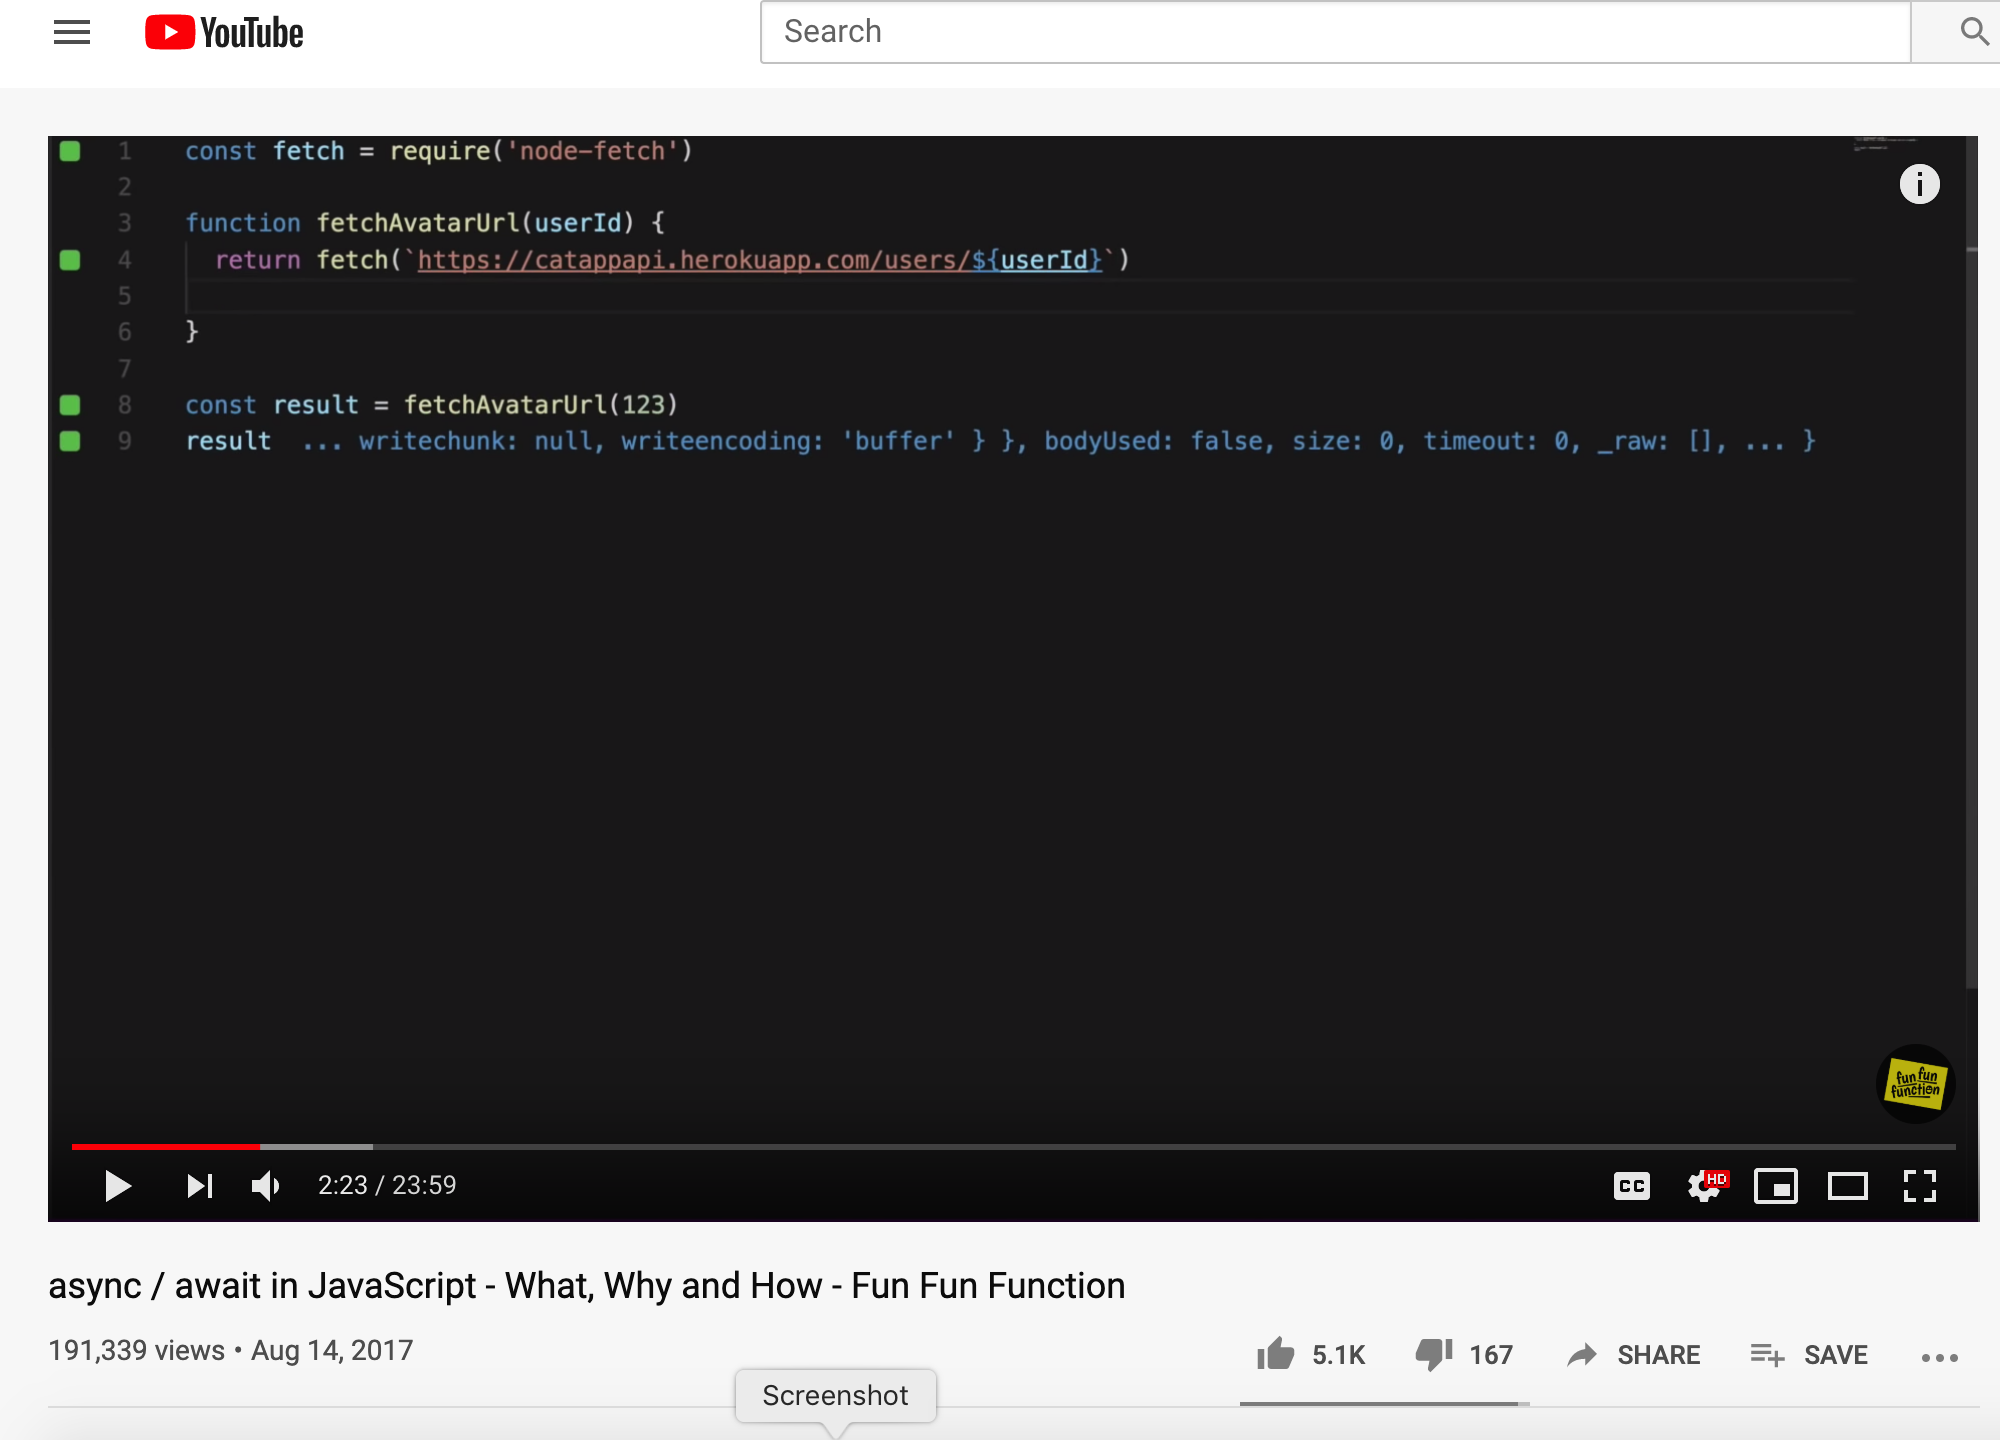 YouTube
Search
1 const fetch = require('node-fetch')
2
3 function fetchAvatarUrl(userId) {
4 return fetch(`https://catappapi.herokuapp.com/users/${userId}`)
5
6 }
7
8 const result = fetchAvatarUrl(123)
9 result ... writechunk: null, writeencoding: 'buffer' } }, bodyUsed: false, size: 0, timeout: 0, _raw: [], ... }
fun fun
function
2:23 / 23:59
CC
HD
async / await in JavaScript - What, Why and How - Fun Fun Function
191,339 views • Aug 14, 2017
5.1K
167
SHARE
SAVE
Screenshot